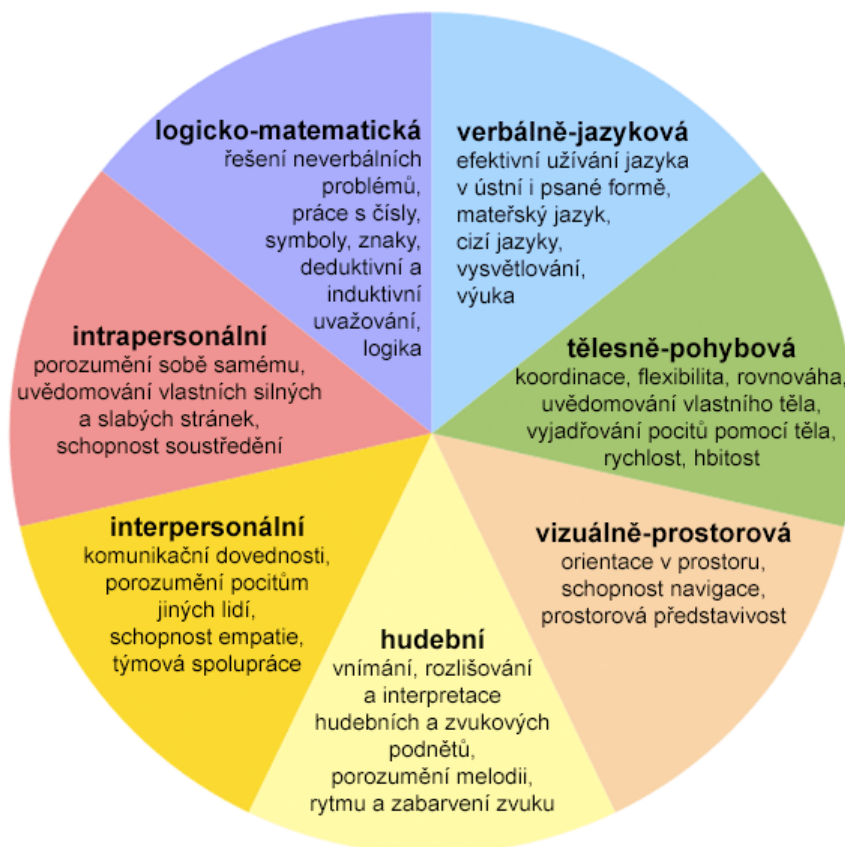 logicko-matematická
řešení neverbálních
problémů,
práce s čísly,
symboly, znaky,
deduktivní a
induktivní
uvažování,
logika
verbálně-jazyková
efektivní užívání jazyka
v ústní i psané formě,
mateřský jazyk,
cizí jazyky,
vysvětlování,
výuka
intrapersonální
porozumění sobě samému,
uvědomování vlastních silných
a slabých stránek,
schopnost soustředění
tělesně-pohybová
koordinace, flexibilita, rovnováha,
uvědomování vlastního těla,
vyjadřování pocitů pomocí těla,
rychlost, hbitost
interpersonální
komunikační dovednosti,
porozumění pocitům
jiných lidí,
schopnost empatie,
týmová spolupráce
vizuálně-prostorová
orientace v prostoru,
schopnost navigace,
prostorová představivost
hudební
vnímání, rozlišování
a interpretace
hudebních a zvukových
podnětů,
porozumění melodii,
rytmu a zabarvení zvuku